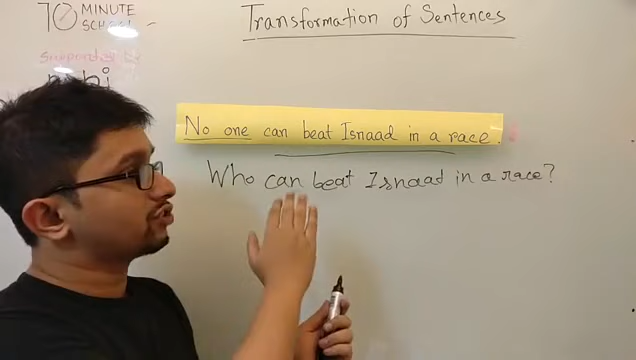 10 MINUTE
SCHOOL
Transformation of Sentences
No one can beat Isnaad in a race.
Who can beat Isnaad in a race?